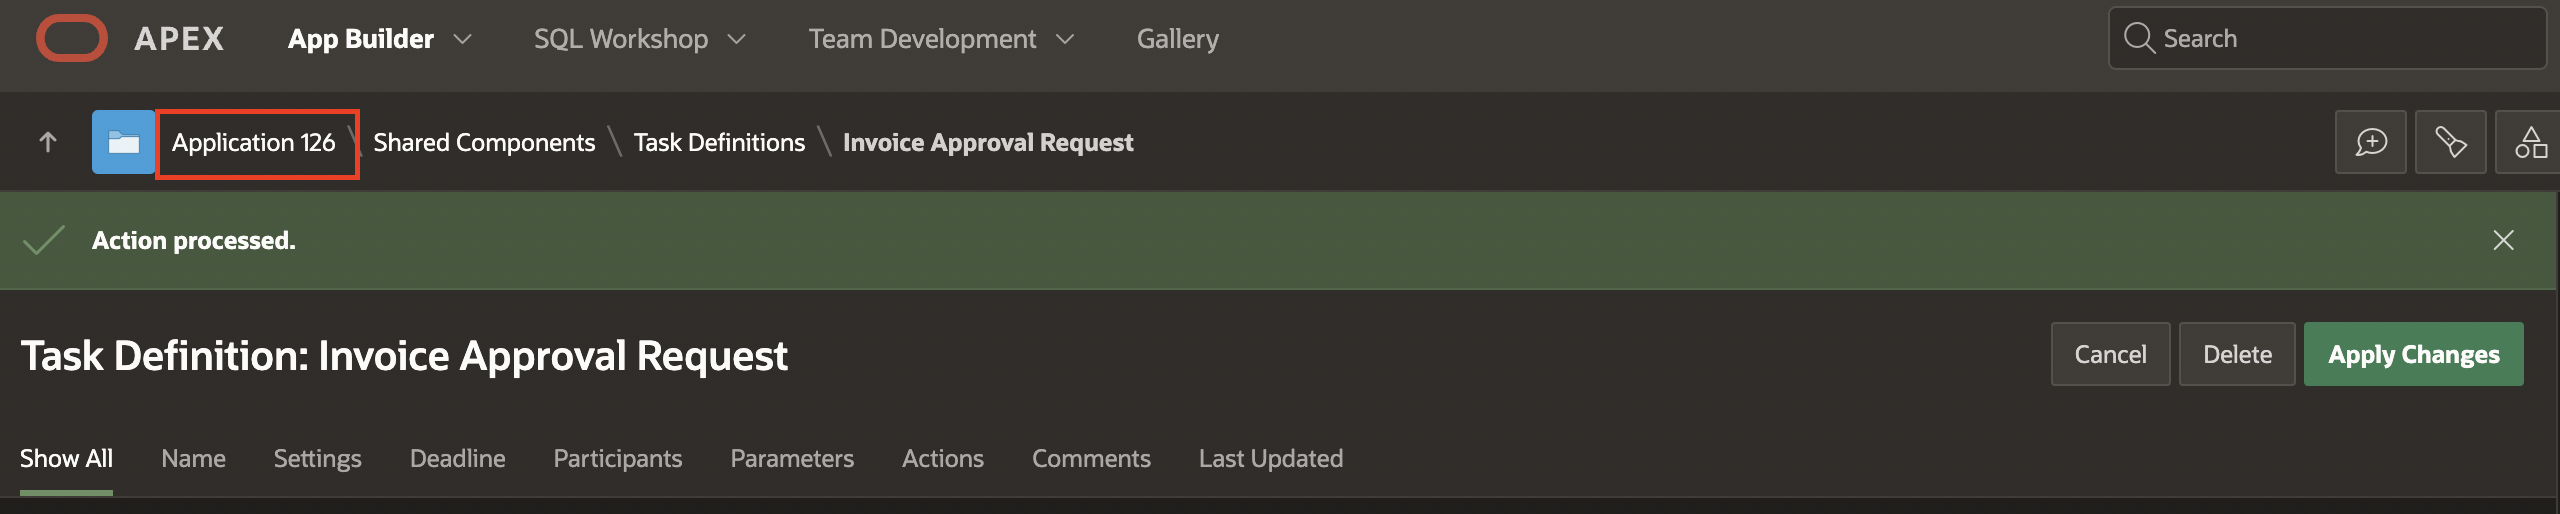 APEX App Builder SQL Workshop Team Development Gallery Search
Application 126 \ Shared Components \ Task Definitions \ Invoice Approval Request
Action processed.
Task Definition: Invoice Approval Request Cancel Delete Apply Changes
Show All Name Settings Deadline Participants Parameters Actions Comments Last Updated